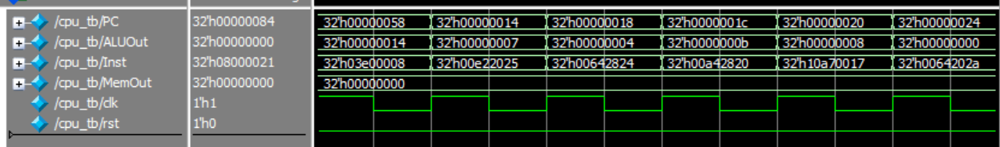 /cpu_tb/PC 32'h00000084 32'h00000058 32'h00000014 32'h00000018 32'h0000001c 32'h00000020 32'h00000024
/cpu_tb/ALUOut 32'h00000000 32'h00000014 32'h00000007 32'h00000004 32'h0000000b 32'h00000008 32'h00000000
/cpu_tb/Inst 32'h08000021 32'h03e00008 32'h00e22025 32'h00642824 32'h00a42820 32'h10a70017 32'h0064202a
/cpu_tb/MemOut 32'h00000000 32'h00000000
/cpu_tb/clk 1'h1
/cpu_tb/rst 1'h0